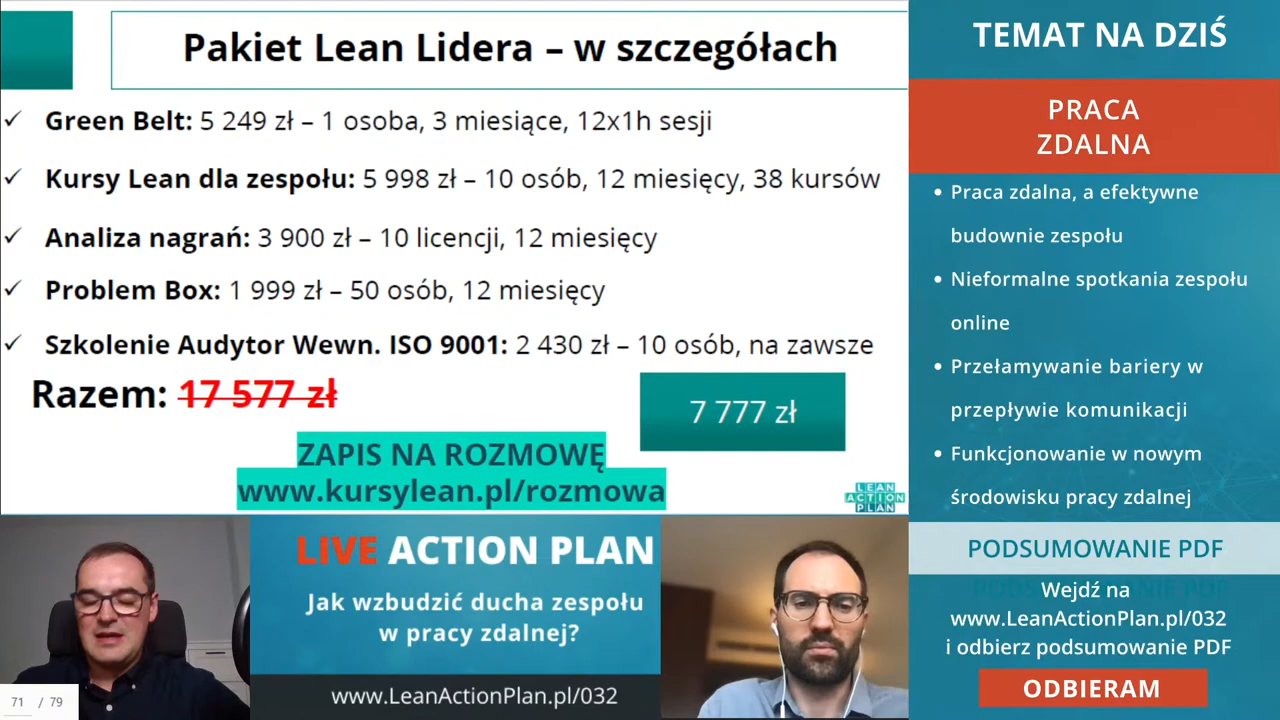 Pakiet Lean Lidera – w szczegółach
✓ Green Belt: 5 249 zł – 1 osoba, 3 miesiące, 12x1h sesji
✓ Kursy Lean dla zespołu: 5 998 zł – 10 osób, 12 miesięcy, 38 kursów
✓ Analiza nagrań: 3 900 zł – 10 licencji, 12 miesięcy
✓ Problem Box: 1 999 zł – 50 osób, 12 miesięcy
✓ Szkolenie Audytor Wewn. ISO 9001: 2 430 zł – 10 osób, na zawsze
Razem: 17 577 zł
7 777 zł
ZAPIS NA ROZMOWĘ
www.kursylean.pl/rozmowa
LEAN
ACTION
PLAN
71 / 79
LIVE ACTION PLAN
Jak wzbudzić ducha zespołu
w pracy zdalnej?
www.LeanActionPlan.pl/032
TEMAT NA DZIŚ
PRACA
ZDALNA
• Praca zdalna, a efektywne
budownie zespołu
• Nieformalne spotkania zespołu
online
• Przełamywanie bariery w
przepływie komunikacji
• Funkcjonowanie w nowym
środowisku pracy zdalnej
PODSUMOWANIE PDF
Wejdź na
www.LeanActionPlan.pl/032
i odbierz podsumowanie PDF
ODBIERAM